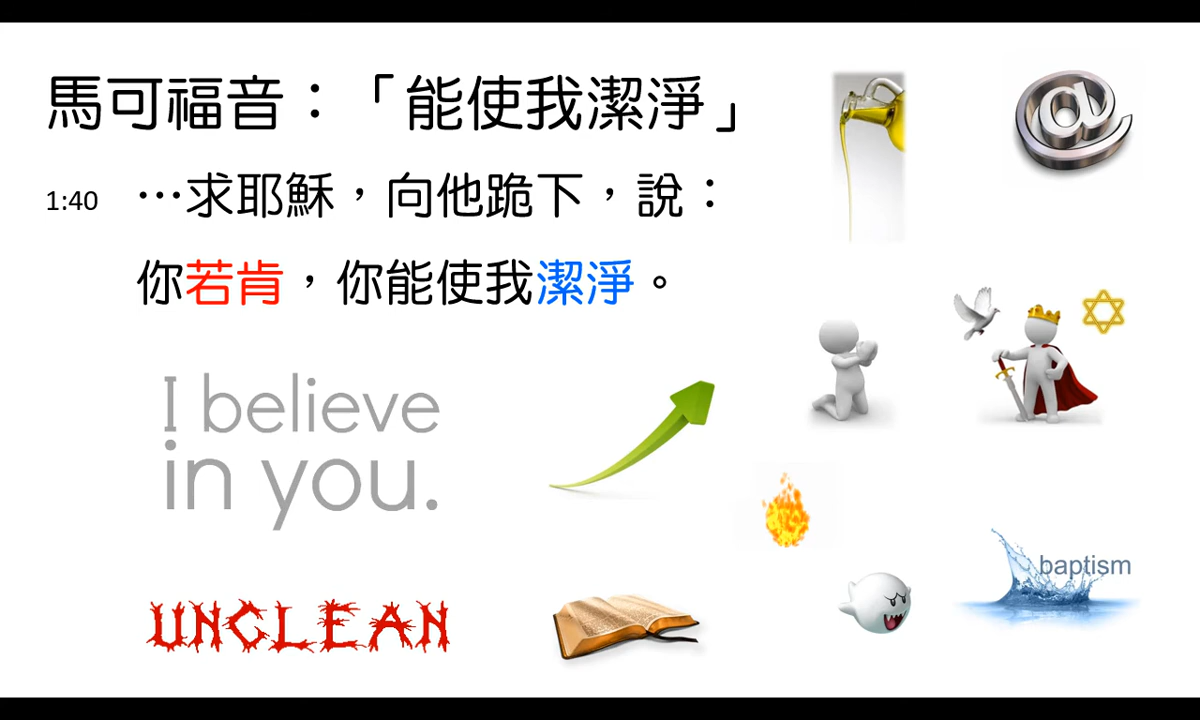 馬可福音：「能使我潔淨」
1:40 …求耶穌，向他跪下，說：
你若肯，你能使我潔淨。
I believe
in you.
UNCLEAN
@
baptism